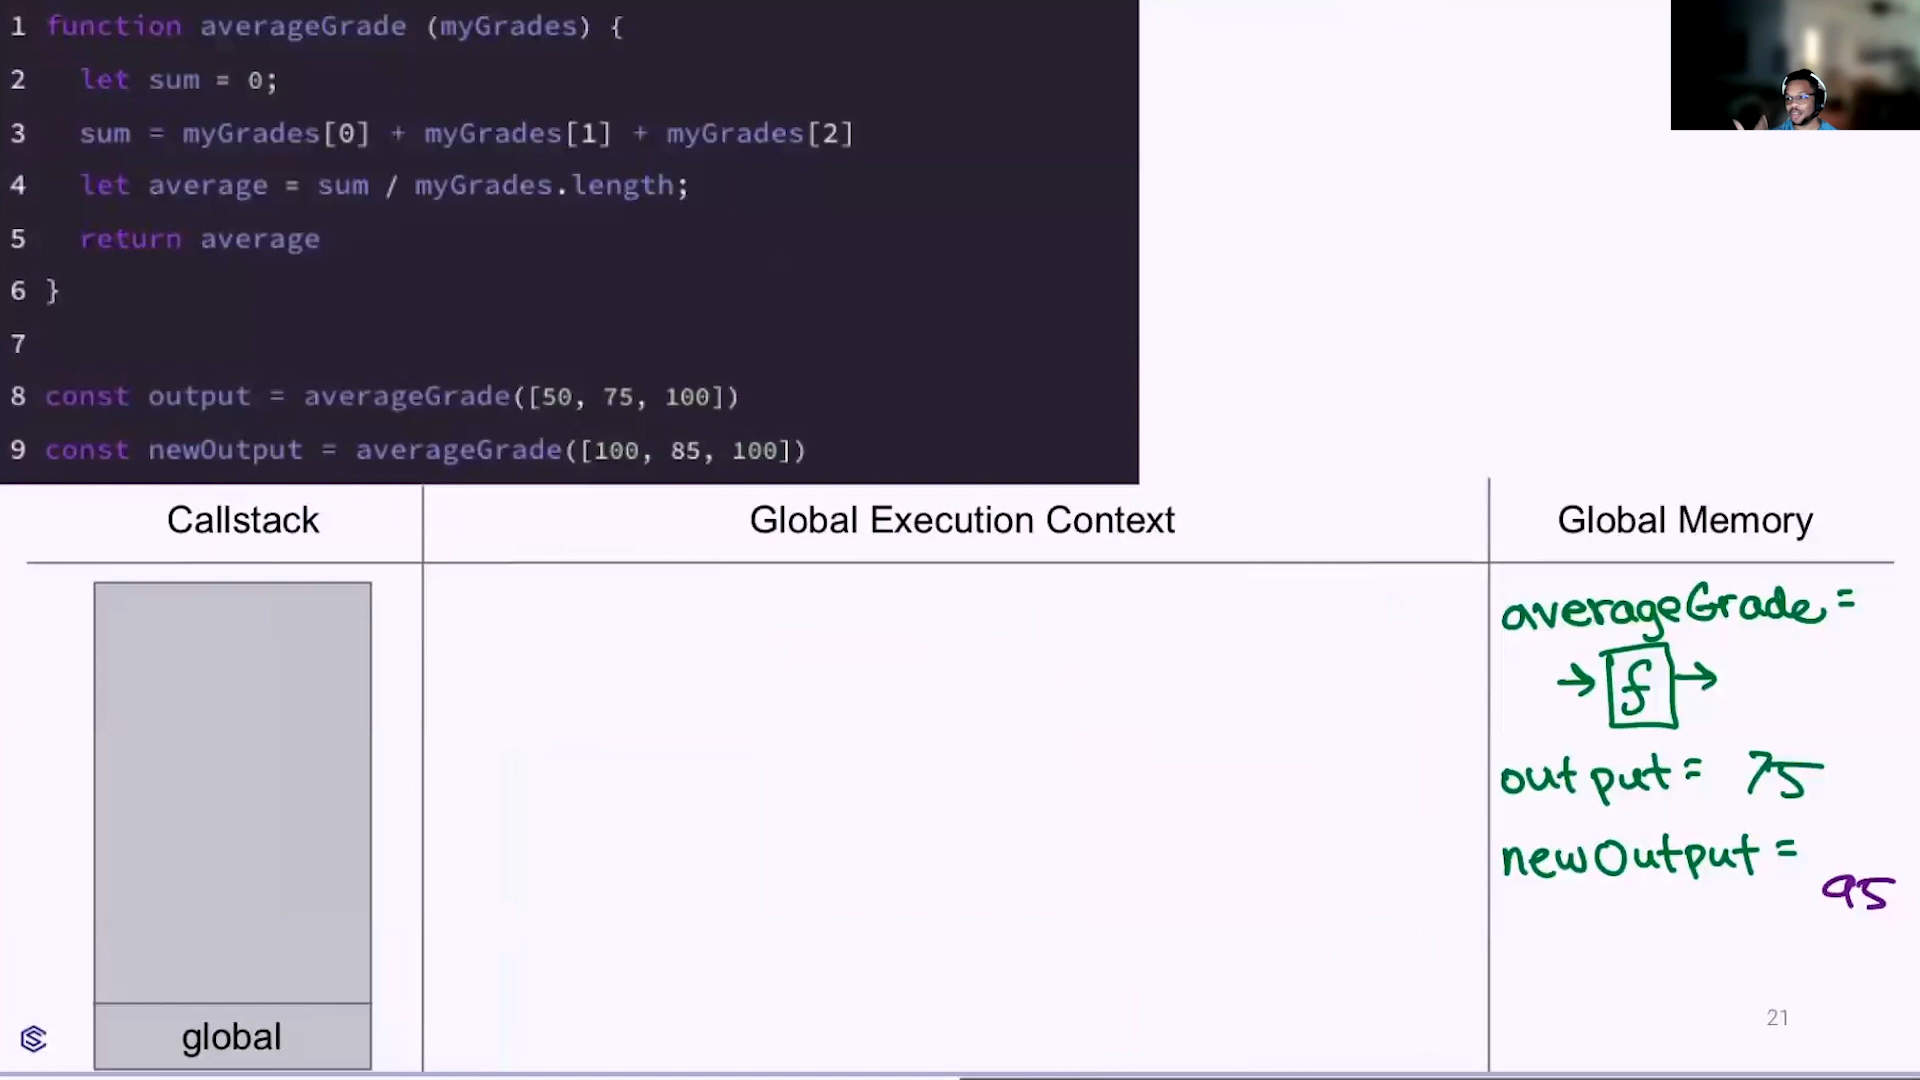 1 function averageGrade (myGrades) {
2 let sum = 0;
3 sum = myGrades[0] + myGrades[1] + myGrades[2]
4 let average = sum / myGrades.length;
5 return average
6 }
7
8 const output = averageGrade([50, 75, 100])
9 const newOutput = averageGrade([100, 85, 100])
Callstack
Global Execution Context
Global Memory
averageGrade =
→ f →
output = 75
newOutput =
95
global
21